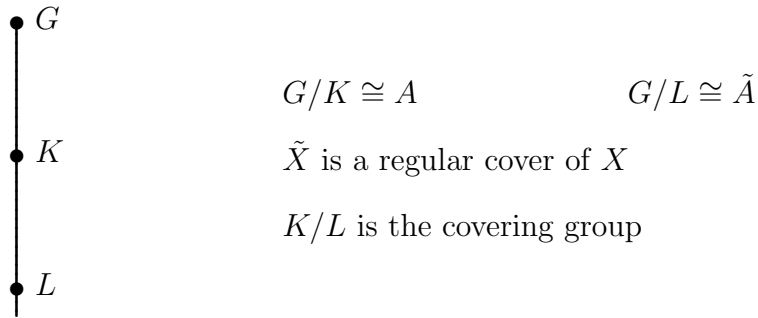 G
G/K ≅ A    G/L ≅ Ã
K
X̃ is a regular cover of X
K/L is the covering group
L